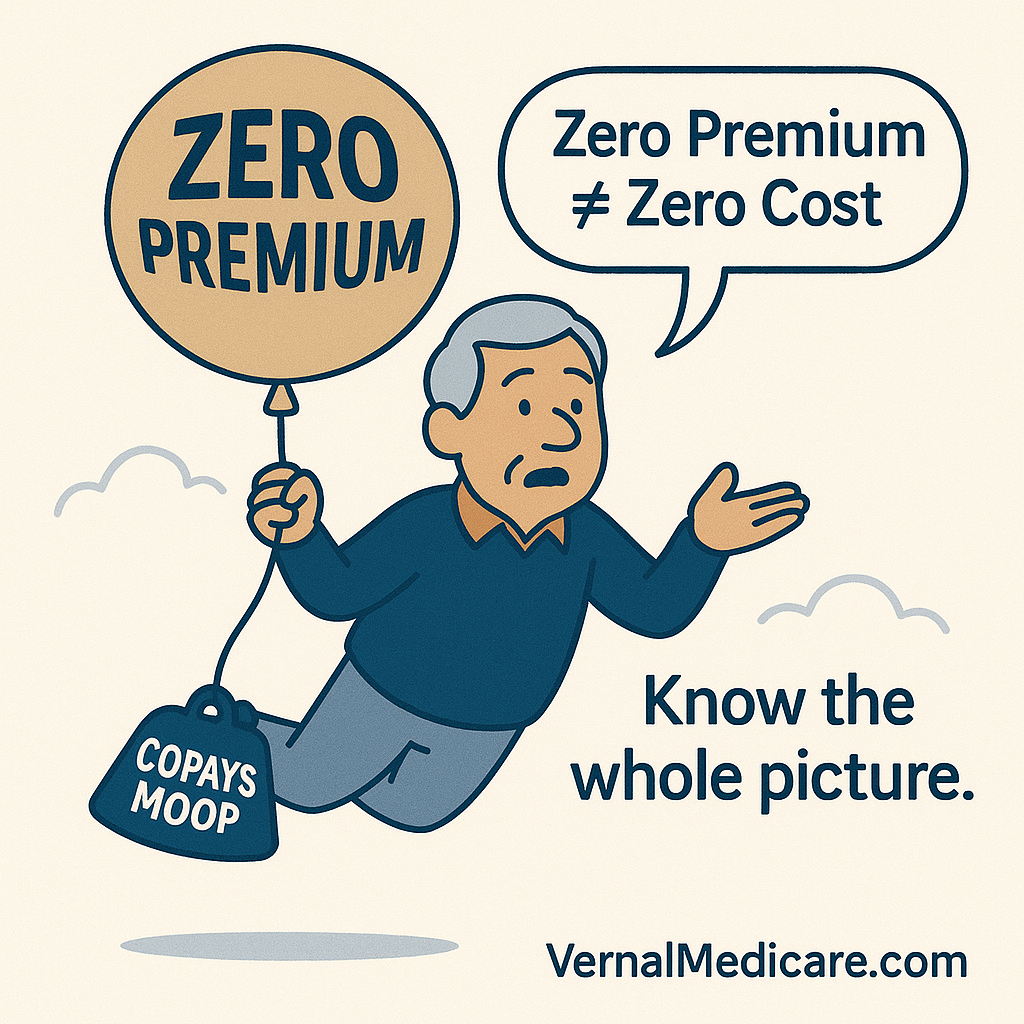 ZERO
PREMIUM
Zero Premium
≠ Zero Cost
COPAYS
MOOP
Know the
whole picture.
VernalMedicare.com